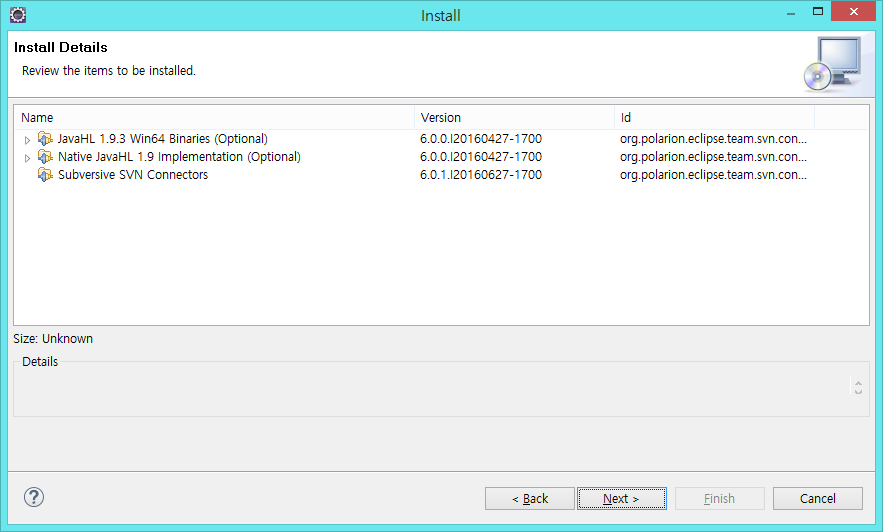 Install
Install Details
Review the items to be installed.
Name Version Id
JavaHL 1.9.3 Win64 Binaries (Optional) 6.0.0.I20160427-1700 org.polarion.eclipse.team.svn.con...
Native JavaHL 1.9 Implementation (Optional) 6.0.0.I20160427-1700 org.polarion.eclipse.team.svn.con...
Subversive SVN Connectors 6.0.1.I20160627-1700 org.polarion.eclipse.team.svn.con...
Size: Unknown
Details
? < Back Next > Finish Cancel